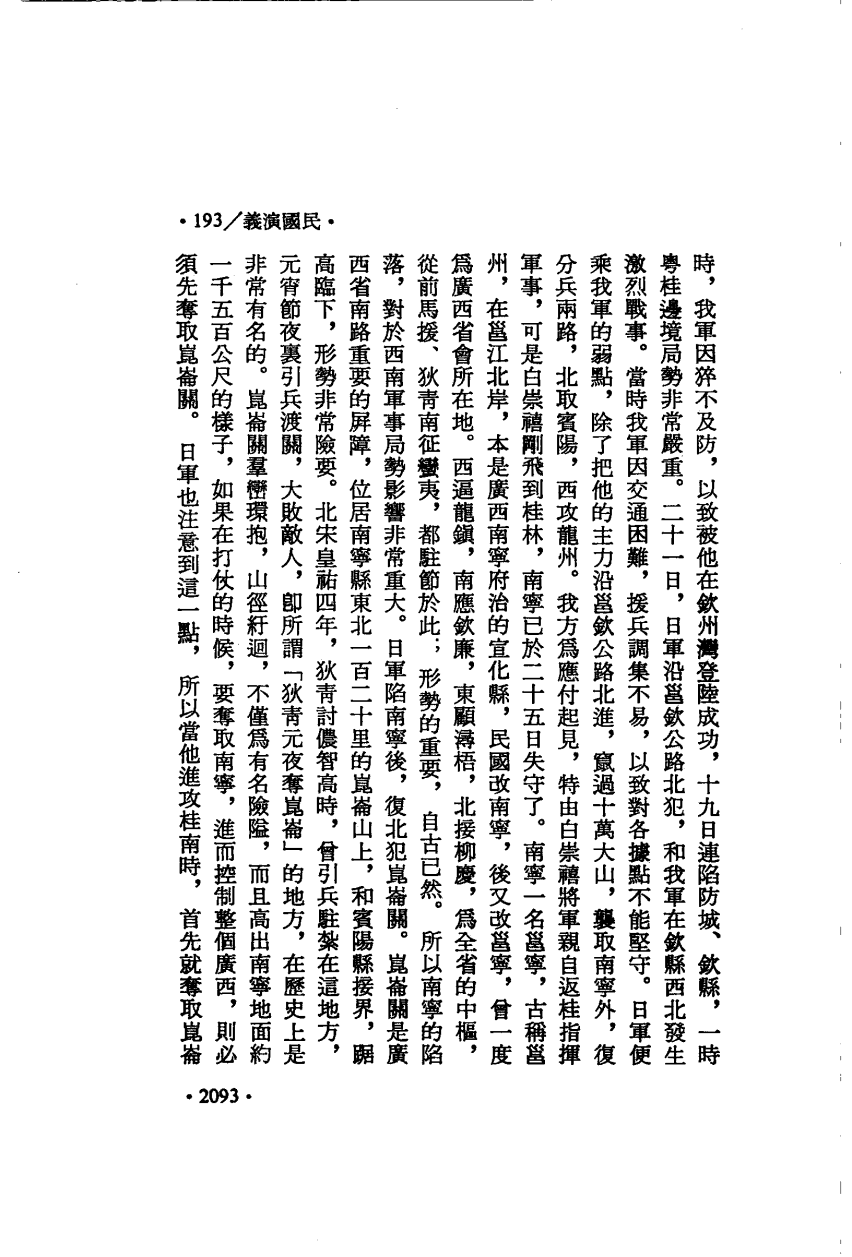 •193／義演國民•
時，我軍因猝不及防，以致被他在欽州灣登陸成功，十九日連陷防城、欽縣，一時
粵桂邊境局勢非常嚴重。二十一日，日軍沿邕欽公路北犯，和我軍在欽縣西北發生
激烈戰事。當時我軍因交通困難，援兵調集不易，以致對各據點不能堅守。日軍便
乘我軍的弱點，除了把他的主力沿邕欽公路北進，竄過十萬大山，襲取南寧外，復
分兵兩路，北取賓陽，西攻龍州。我方爲應付起見，特由白崇禧將軍親自返桂指揮
軍事，可是白崇禧剛飛到桂林，南寧已於二十五日失守了。南寧一名邕寧，古稱邕
州，在邕江北岸，本是廣西南寧府治的宣化縣，民國改南寧，後又改邕寧，曾一度
爲廣西省會所在地。西逼龍鎮，南應欽廉，東顧潯梧，北接柳慶，爲全省的中樞，
從前馬援、狄青南征蠻夷，都駐節於此；形勢的重要，自古已然。所以南寧的陷
落，對於西南軍事局勢影響非常重大。日軍陷南寧後，復北犯崑崙關。崑崙關是廣
西省南路重要的屏障，位居南寧縣東北一百二十里的崑崙山上，和賓陽縣接界，踞
高臨下，形勢非常險要。北宋皇祐四年，狄青討儂智高時，曾引兵駐紮在這地方，
元宵節夜裏引兵渡關，大敗敵人，卽所謂「狄青元夜奪崑崙」的地方，在歷史上是
非常有名的。崑崙關羣巒環抱，山徑紆迴，不僅爲有名險隘，而且高出南寧地面約
一千五百公尺的樣子，如果在打仗的時候，要奪取南寧，進而控制整個廣西，則必
須先奪取崑崙關。日軍也注意到這一點，所以當他進攻桂南時，首先就奪取崑崙
•2093•